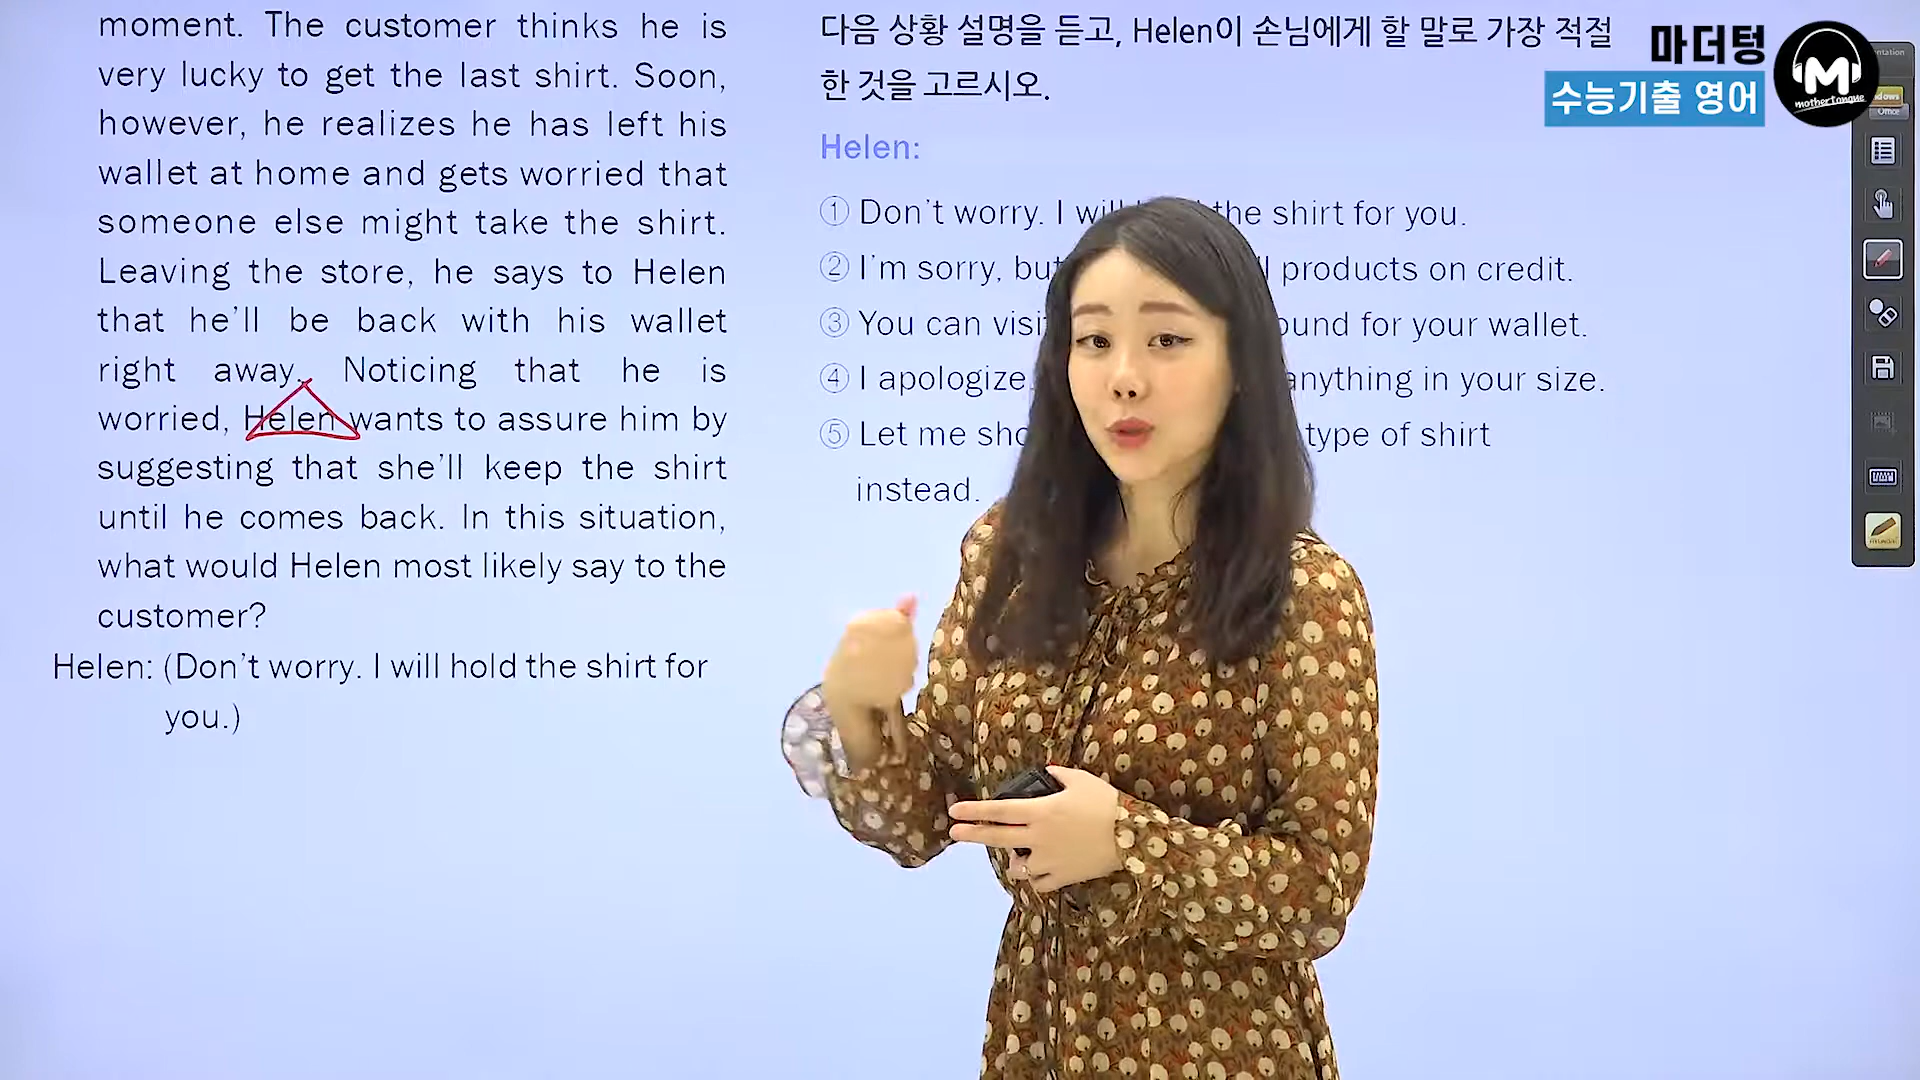 moment. The customer thinks he is
very lucky to get the last shirt. Soon,
however, he realizes he has left his
wallet at home and gets worried that
someone else might take the shirt.
Leaving the store, he says to Helen
that he'll be back with his wallet
right away. Noticing that he is
worried, Helen wants to assure him by
suggesting that she'll keep the shirt
until he comes back. In this situation,
what would Helen most likely say to the
customer?
Helen: (Don't worry. I will hold the shirt for
you.)
다음 상황 설명을 듣고, Helen이 손님에게 할 말로 가장 적절
한 것을 고르시오.
Helen:
① Don't worry. I will the shirt for you.
② I'm sorry, but products on credit.
③ You can for your wallet.
④ I apologize. anything in your size.
⑤ Let me type of shirt
instead.
마더텅
수능기출 영어
M
mothertongue
Office